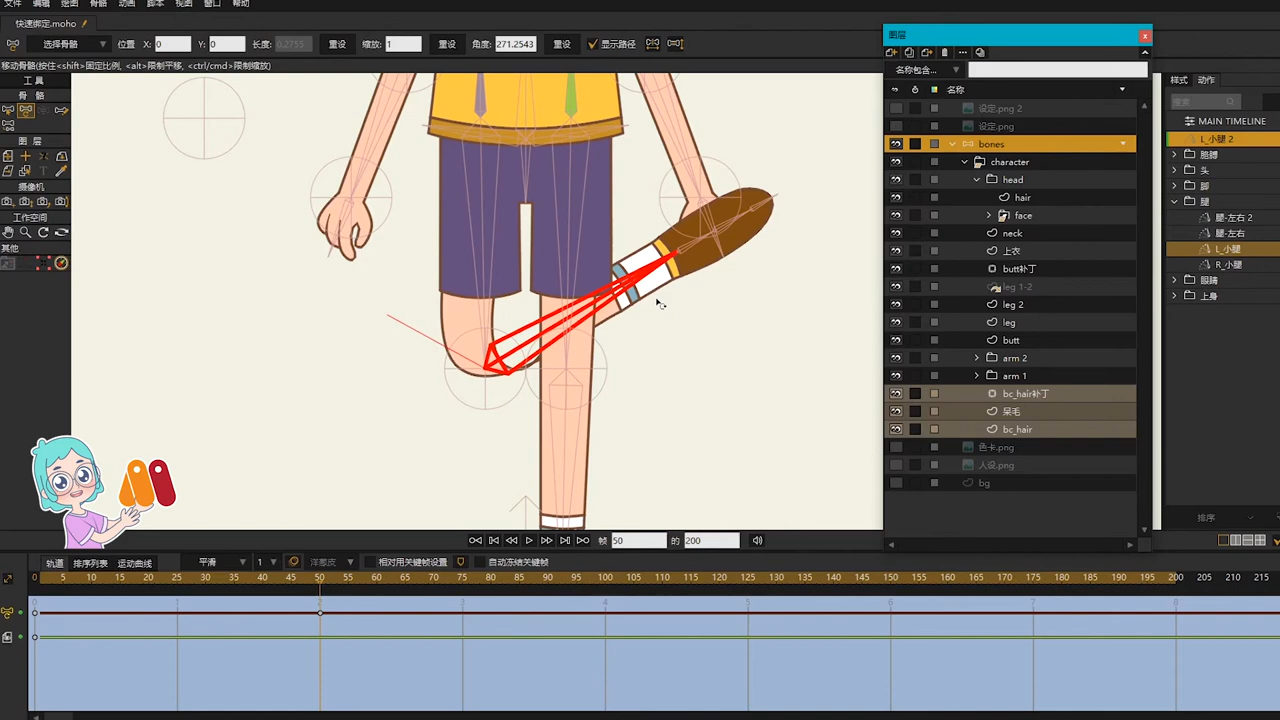 文件 编辑 绘图 骨骼 动画 脚本 视图 窗口 帮助
快速绑定.moho
选择骨骼 位置 X: 0 Y: 0 长度: 0.2755 重设 缩放: 1 重设 角度: 271.2543 重设 显示路径
移动骨骼(按住<shift>固定比例, <alt>限制平移, <ctrl/cmd>限制缩放)
工具
骨 骼
图 层
摄像机
工作空间
其他
图层
名称包含...
名称
设定.png 2
设定.png
bones
character
head
hair
face
neck
上衣
butt补丁
leg 1-2
leg 2
leg
butt
arm 2
arm 1
bc_hair补丁
呆毛
bc_hair
色卡.png
人设.png
bg
样式 动作
搜索
MAIN TIMELINE
L_小腿 2
胳膊
头
脚
腿
腿-左右 2
腿-左右
L_小腿
R_小腿
眼睛
上身
排序
帧 50 的 200
轨道 排序列表 运动曲线 平滑 1 洋葱皮 相对用关键帧设置 自动冻结关键帧
0 5 10 15 20 25 30 35 40 45 50 55 60 65 70 75 80 85 90 95 100 105 110 115 120 125 130 135 140 145 150 155 160 165 170 175 180 185 190 195 200 205 210 215
0 1 2 3 4 5 6 7 8